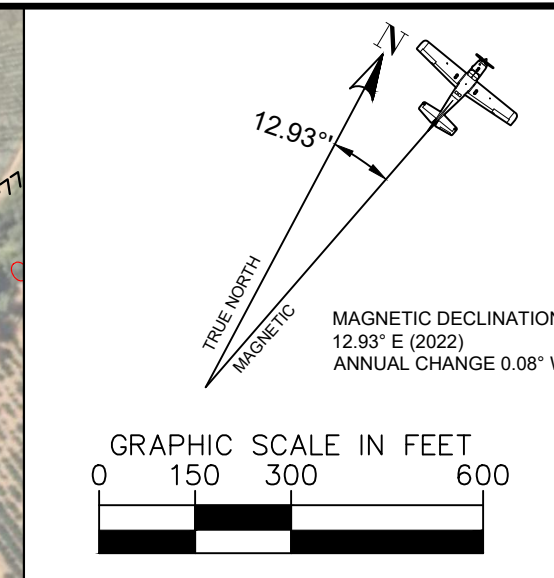 77
N
12.93°'
TRUE NORTH
MAGNETIC
MAGNETIC DECLINATION
12.93° E (2022)
ANNUAL CHANGE 0.08° W
GRAPHIC SCALE IN FEET
0 150 300 600